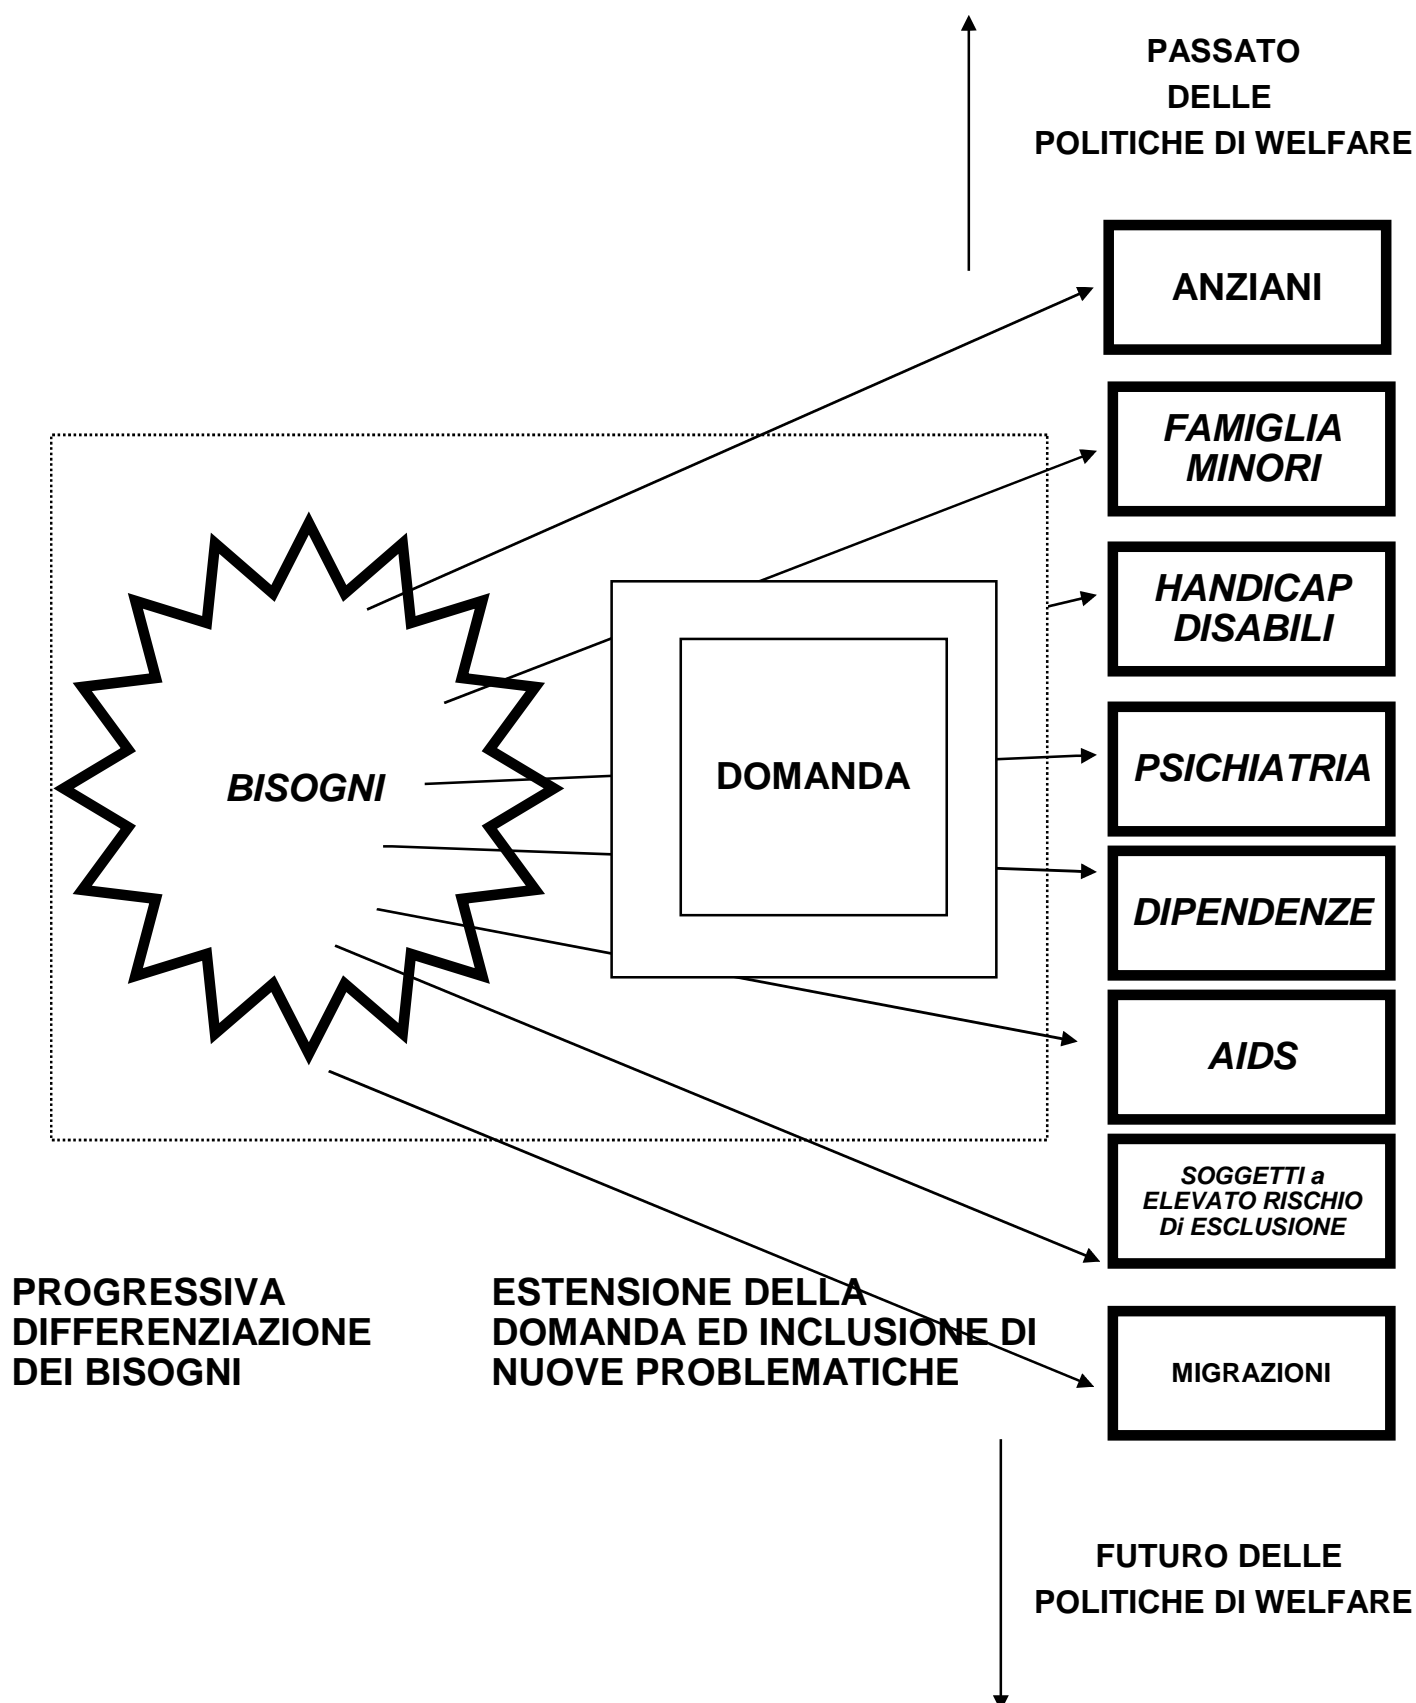 PASSATO
DELLE
POLITICHE DI WELFARE
ANZIANI
FAMIGLIA
MINORI
HANDICAP
DISABILI
BISOGNI
DOMANDA
PSICHIATRIA
DIPENDENZE
AIDS
SOGGETTI a
ELEVATO RISCHIO
Di ESCLUSIONE
PROGRESSIVA
DIFFERENZIAZIONE
DEI BISOGNI
ESTENSIONE DELLA
DOMANDA ED INCLUSIONE DI
NUOVE PROBLEMATICHE
MIGRAZIONI
FUTURO DELLE
POLITICHE DI WELFARE